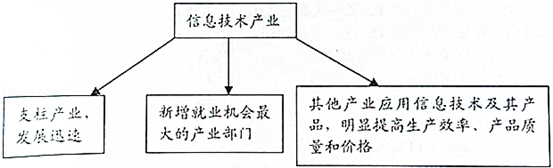 信息技术产业
支柱产业，
发展迅速
新增就业机会最
大的产业部门
其他产业应用信息技术及其产
品，明显提高生产效率、产品质
量和价格